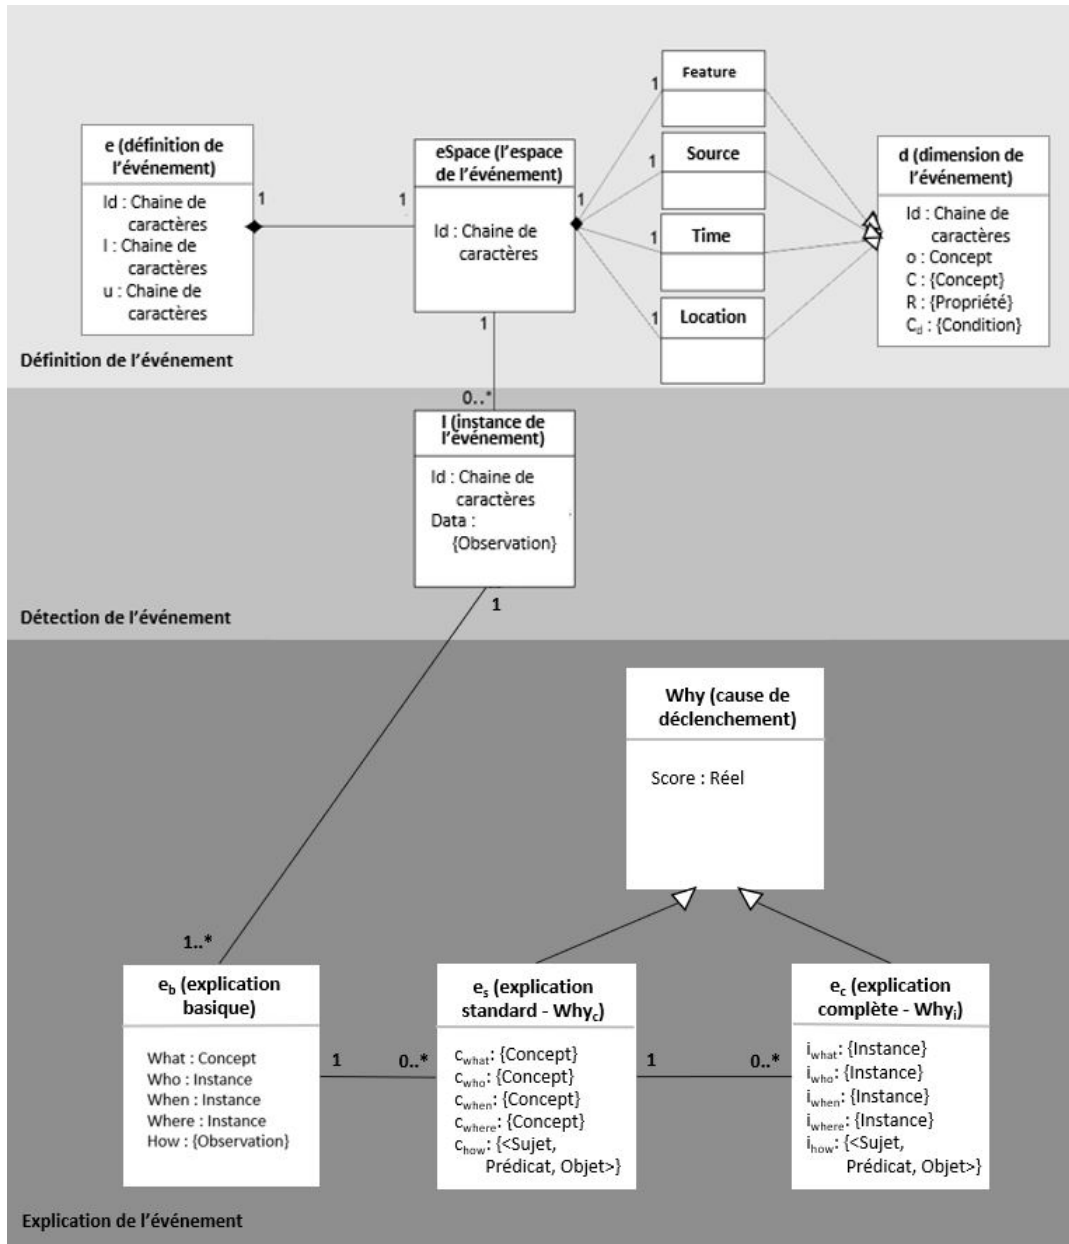 e (définition de
l'événement)
Id : Chaine de
caractères
l : Chaine de
caractères
u : Chaine de
caractères
1
1
eSpace (l'espace
de l'événement)
Id : Chaine de
caractères
1
1
1
Feature
1
Source
1
Time
1
Location
d (dimension de
l'événement)
Id : Chaine de
caractères
o : Concept
C : {Concept}
R : {Propriété}
Cd : {Condition}
Définition de l'événement
0..*
I (instance de
l'événement)
Id : Chaine de
caractères
Data :
{Observation}
1
Détection de l'événement
Why (cause de
déclenchement)
Score : Réel
1..*
eb (explication
basique)
What : Concept
Who : Instance
When : Instance
Where : Instance
How : {Observation}
1
0..*
es (explication
standard - Whyc)
cwhat: {Concept}
cwho: {Concept}
cwhen: {Concept}
cwhere: {Concept}
chow: {<Sujet,
Prédicat, Objet>}
1
0..*
ec (explication
complète - Whyi)
iwhat: {Instance}
iwho: {Instance}
iwhen: {Instance}
iwhere: {Instance}
ihow: {<Sujet,
Prédicat, Objet>}
Explication de l'événement